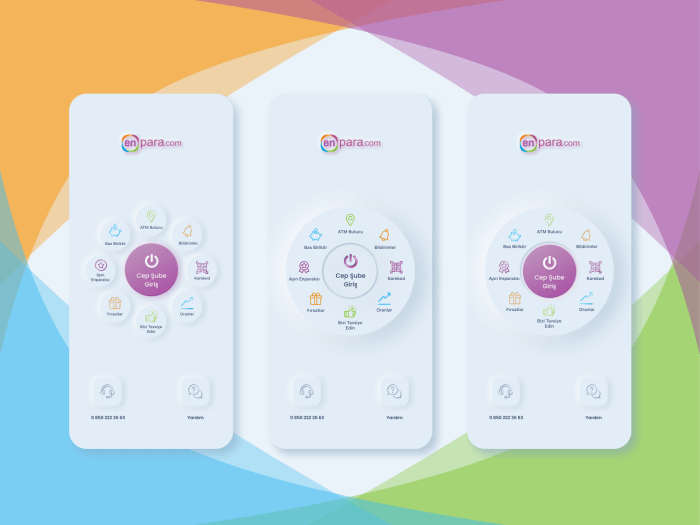 enpara.com
ATM Bulucu
Bas Biriktir
Bildirimler
Cep Şube
Giriş
Ayın
Enparalısı
Karekod
Fırsatlar
Oranlar
Bizi Tavsiye
Edin
0 850 222 36 63
Yardım
enpara.com
ATM Bulucu
Bas Biriktir
Bildirimler
Cep Şube
Giriş
Ayın Enparalısı
Karekod
Fırsatlar
Oranlar
Bizi Tavsiye
Edin
0 850 222 36 63
Yardım
enpara.com
ATM Bulucu
Bas Biriktir
Bildirimler
Cep Şube
Giriş
Ayın Enparalısı
Karekod
Fırsatlar
Oranlar
Bizi Tavsiye
Edin
0 850 222 36 63
Yardım